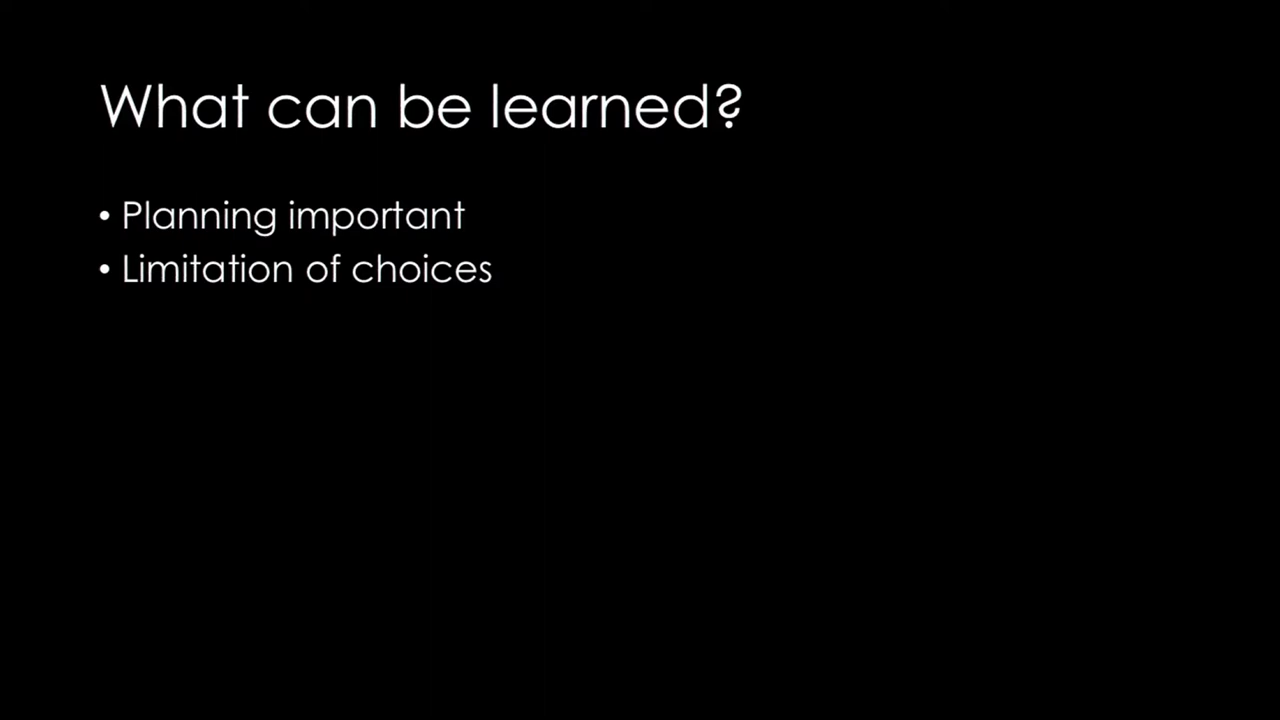 What can be learned?
• Planning important
• Limitation of choices